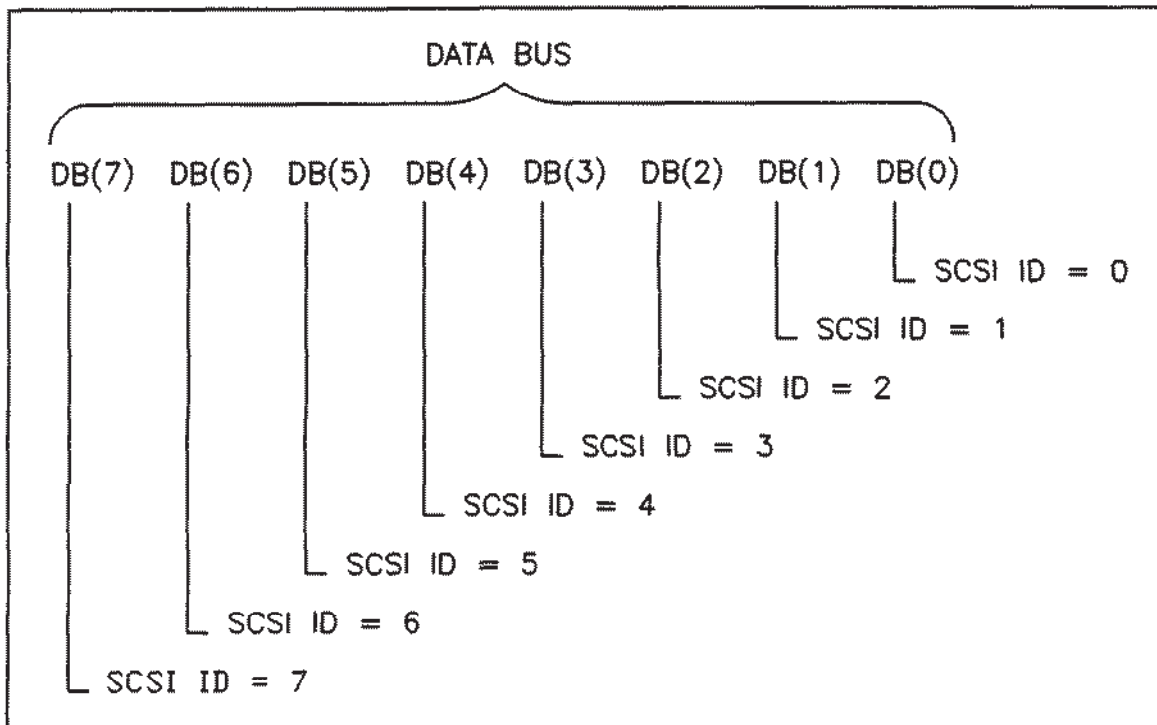 DATA BUS
DB(7) DB(6) DB(5) DB(4) DB(3) DB(2) DB(1) DB(0)
SCSI ID = 0
SCSI ID = 1
SCSI ID = 2
SCSI ID = 3
SCSI ID = 4
SCSI ID = 5
SCSI ID = 6
SCSI ID = 7